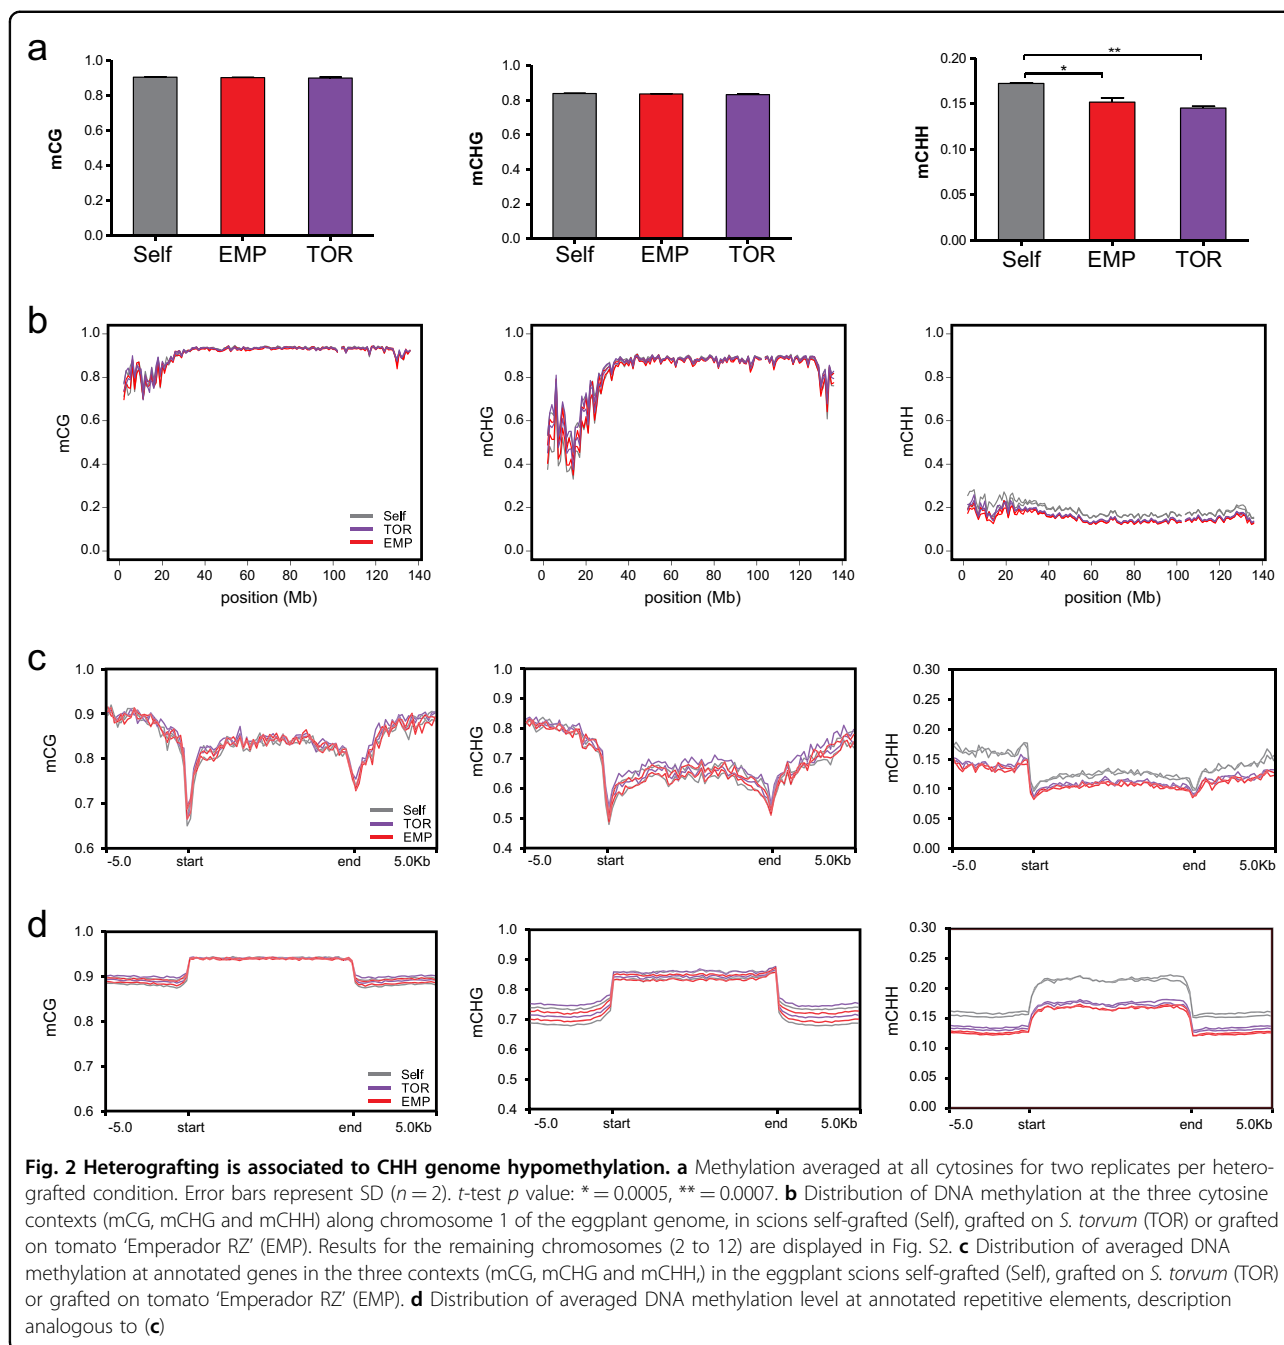 a
1.0
0.8
0.6
0.4
0.2
0.0
mCG
Self EMP TOR
1.0
0.8
0.6
0.4
0.2
0.0
mCHG
Self EMP TOR
0.20
0.15
0.10
0.05
0.00
mCHH
*
**
Self EMP TOR
b
1.0
0.8
0.6
0.4
0.2
0.0
mCG
Self
TOR
EMP
0 20 40 60 80 100 120 140
position (Mb)
1.0
0.8
0.6
0.4
0.2
0.0
mCHG
0 20 40 60 80 100 120 140
position (Mb)
1.0
0.8
0.6
0.4
0.2
0.0
mCHH
0 20 40 60 80 100 120 140
position (Mb)
c
1.0
0.9
0.8
0.7
0.6
mCG
Self
TOR
EMP
-5.0 start end 5.0Kb
1.0
0.9
0.8
0.7
0.6
0.5
0.4
mCHG
-5.0 start end 5.0Kb
0.30
0.25
0.20
0.15
0.10
0.05
0.00
mCHH
-5.0 start end 5.0Kb
d
1.0
0.9
0.8
0.7
0.6
mCG
Self
TOR
EMP
-5.0 start end 5.0Kb
1.0
0.9
0.8
0.7
0.6
0.5
0.4
mCHG
-5.0 start end 5.0Kb
0.30
0.25
0.20
0.15
0.10
0.05
0.00
mCHH
-5.0 start end 5.0Kb
Fig. 2 Heterografting is associated to CHH genome hypomethylation. a Methylation averaged at all cytosines for two replicates per hetero-
grafted condition. Error bars represent SD (n = 2). t-test p value: * = 0.0005, ** = 0.0007. b Distribution of DNA methylation at the three cytosine
contexts (mCG, mCHG and mCHH) along chromosome 1 of the eggplant genome, in scions self-grafted (Self), grafted on S. torvum (TOR) or grafted
on tomato ‘Emperador RZ’ (EMP). Results for the remaining chromosomes (2 to 12) are displayed in Fig. S2. c Distribution of averaged DNA
methylation at annotated genes in the three contexts (mCG, mCHG and mCHH,) in the eggplant scions self-grafted (Self), grafted on S. torvum (TOR)
or grafted on tomato ‘Emperador RZ’ (EMP). d Distribution of averaged DNA methylation level at annotated repetitive elements, description
analogous to (c)